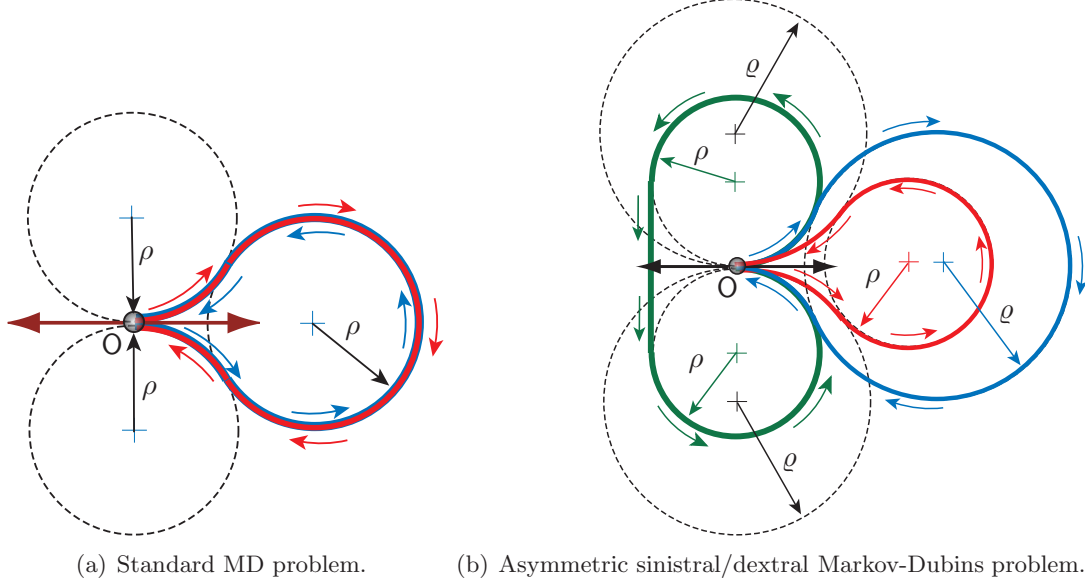 ρ
O
ρ
ρ
ϱ
ρ
O
ρ
ϱ
ρ
ϱ
(a) Standard MD problem.
(b) Asymmetric sinistral/dextral Markov-Dubins problem.